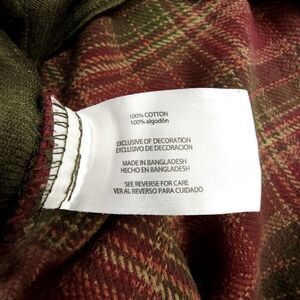 100% COTTON
100% algodón
EXCLUSIVE OF DECORATION
EXCLUSIVO DE DECORACION
MADE IN BANGLADESH
HECHO EN BANGLADESH
SEE REVERSE FOR CARE
VER AL REVERSO PARA CUIDADO